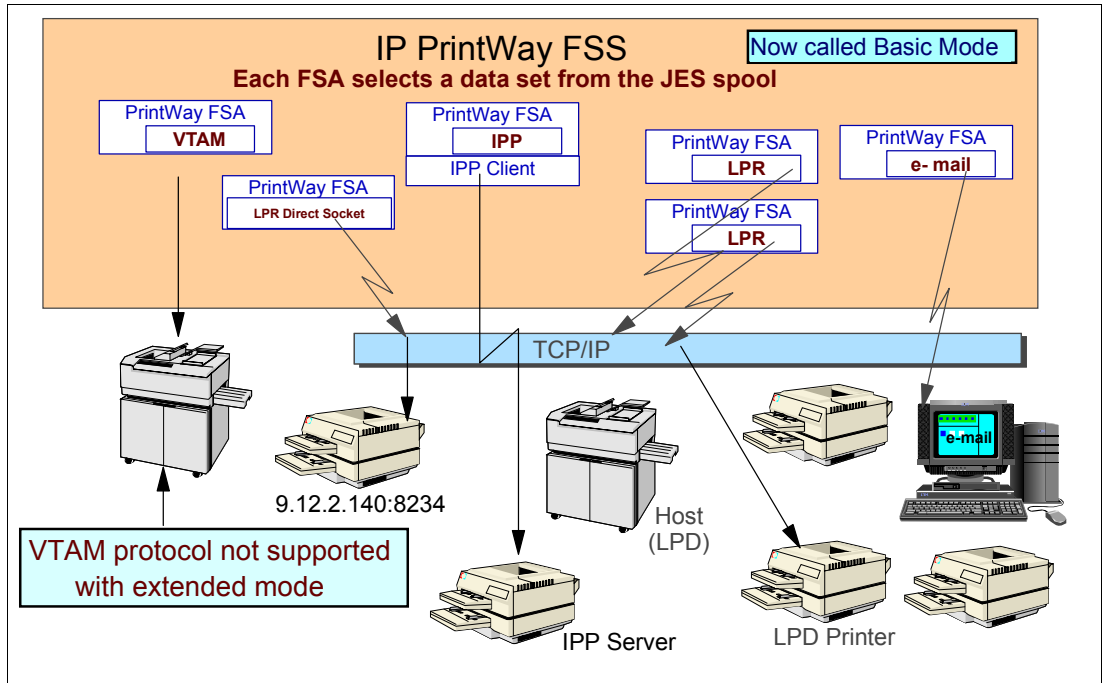 IP PrintWay FSS
Now called Basic Mode
Each FSA selects a data set from the JES spool
PrintWay FSA
VTAM
PrintWay FSA
LPR Direct Socket
PrintWay FSA
IPP
IPP Client
PrintWay FSA
LPR
PrintWay FSA
LPR
PrintWay FSA
e- mail
TCP/IP
9.12.2.140:8234
e-mail
Host
(LPD)
VTAM protocol not supported
with extended mode
IPP Server
LPD Printer